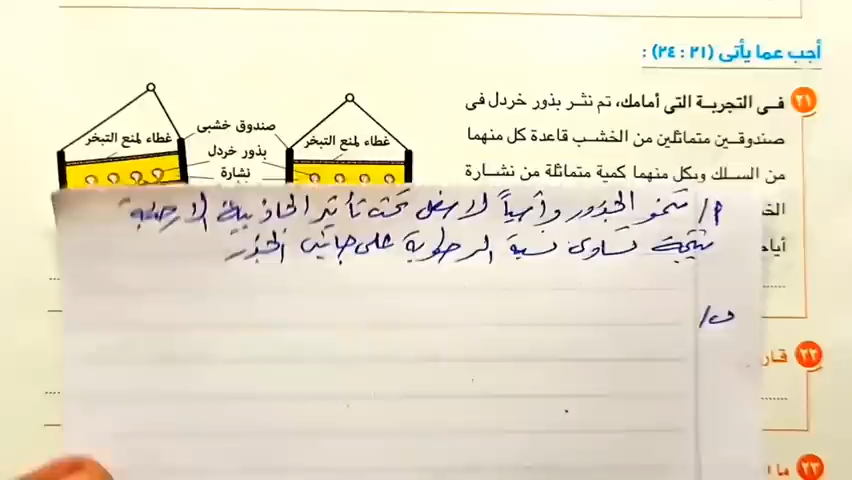 أجب عما يأتى (٢١ : ٢٤) :
٢١ فى التجربة التى أمامك، تم نثر بذور خردل فى
صندوقين متماثلين من الخشب قاعدة كل منهما
من السلك وبكل منهما كمية متماثلة من نشارة
غطاء لمنع التبخر
صندوق خشبى
غطاء لمنع التبخر
بذور خردل
نشارة
أ/ تنمو الجذور رأسياً لأسفل تحت تأثير الجاذبية الأرضية
نتيجة تساوى نسبة الرطوبة على جانبى الجذر
ب/
٢٢ قار
٢٣ ما ا